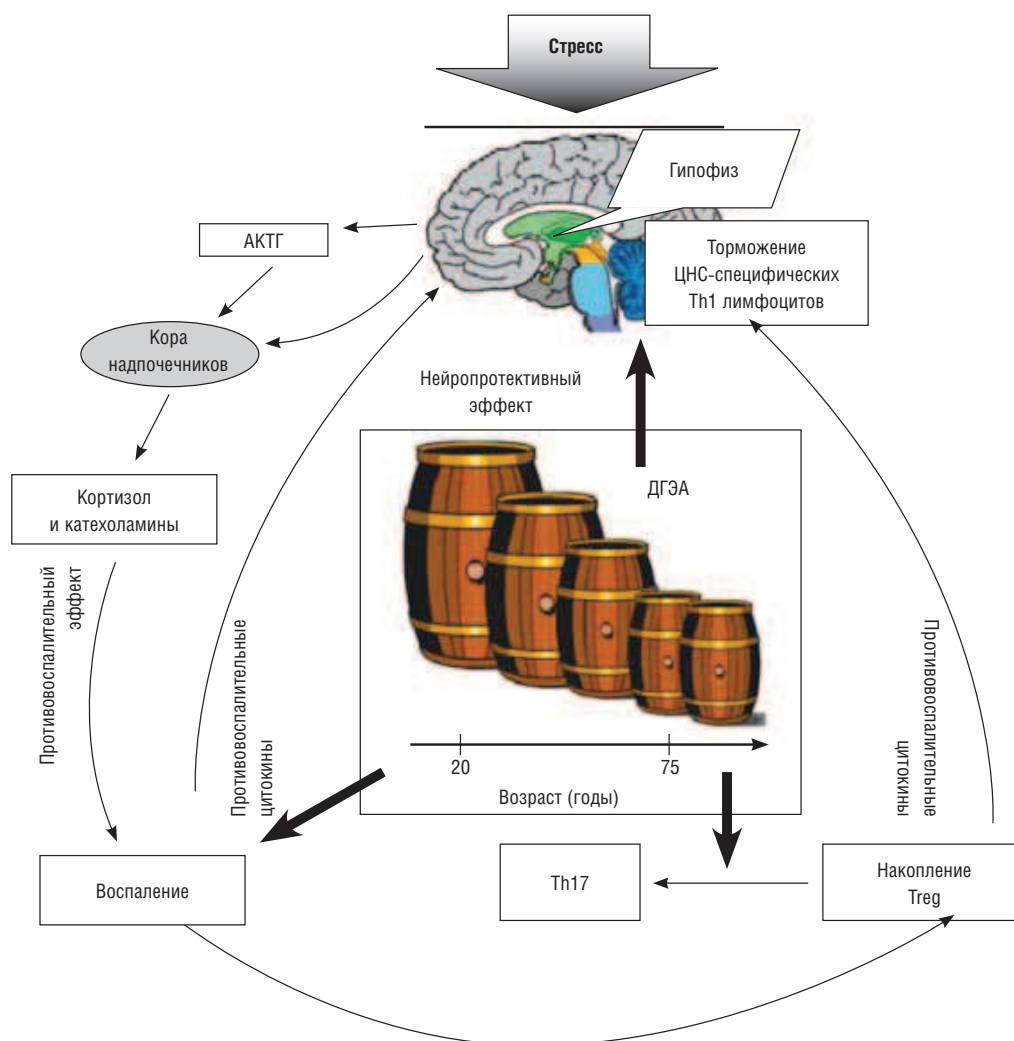 Стресс
Гипофиз
АКТГ
Торможение
ЦНС-специфических
Th1 лимфоцитов
Кора
надпочечников
Нейропротективный
эффект
Кортизол
и катехоламины
ДГЭА
Противовоспалительный
эффект
Противовоспалительные
цитокины
Противовоспалительные
цитокины
20
75
Возраст (годы)
Воспаление
Th17
Накопление
Treg